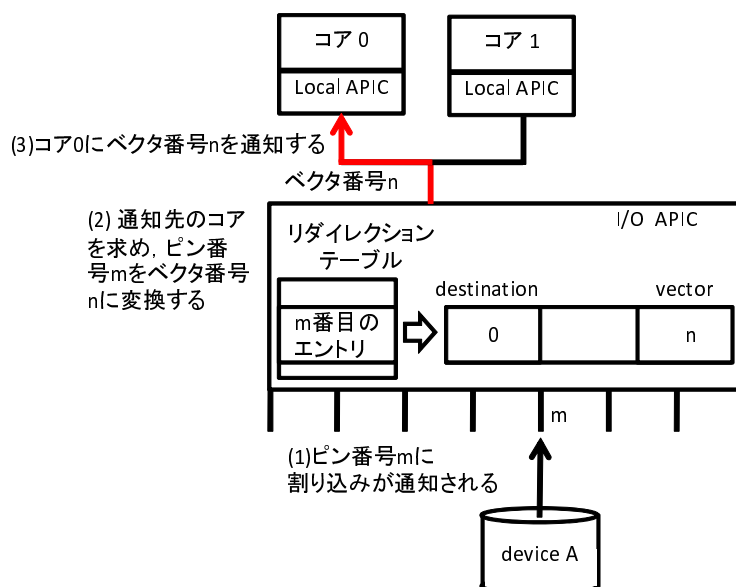 コア 0
コア 1
Local APIC
Local APIC
(3)コア0にベクタ番号nを通知する
ベクタ番号n
(2) 通知先のコア
を求め，ピン番
号mをベクタ番号
nに変換する
I/O APIC
リダイレクション
テーブル
destination
vector
m番目の
エントリ
0
n
m
(1)ピン番号mに
割り込みが通知される
device A